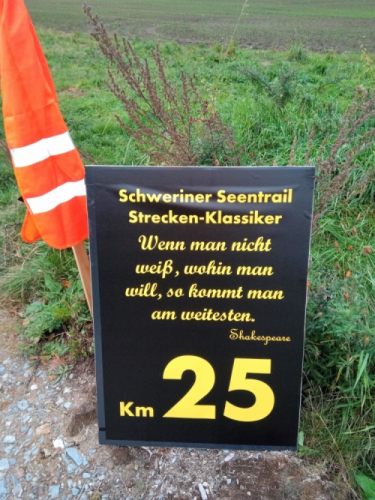 Schweriner Seentrail
Strecken-Klassiker
Wenn man nicht
weiß, wohin man
will, so kommt man
am weitesten.
Shakespeare
Km 25